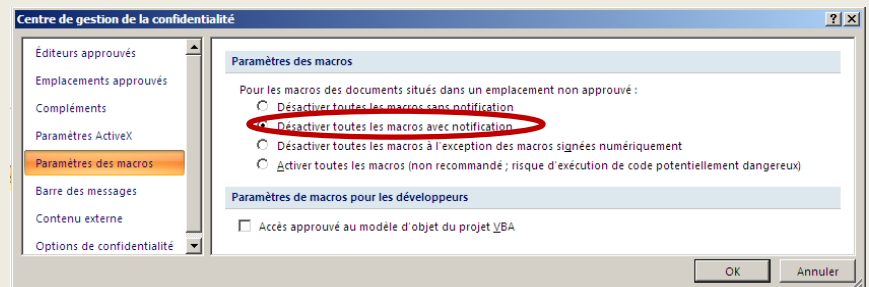 Centre de gestion de la confidentialité
Éditeurs approuvés
Emplacements approuvés
Compléments
Paramètres ActiveX
Paramètres des macros
Barre des messages
Contenu externe
Options de confidentialité
Paramètres des macros
Pour les macros des documents situés dans un emplacement non approuvé :
Désactiver toutes les macros sans notification
Désactiver toutes les macros avec notification
Désactiver toutes les macros à l'exception des macros signées numériquement
Activer toutes les macros (non recommandé ; risque d'exécution de code potentiellement dangereux)
Paramètres de macros pour les développeurs
Accès approuvé au modèle d'objet du projet VBA
OK
Annuler